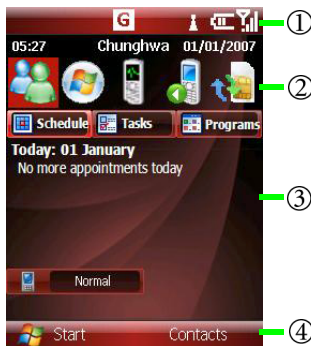 G ①
05:27 Chunghwa 01/01/2007
②
Schedule Tasks Programs
Today: 01 January
No more appointments today
③
Normal
Start Contacts ④